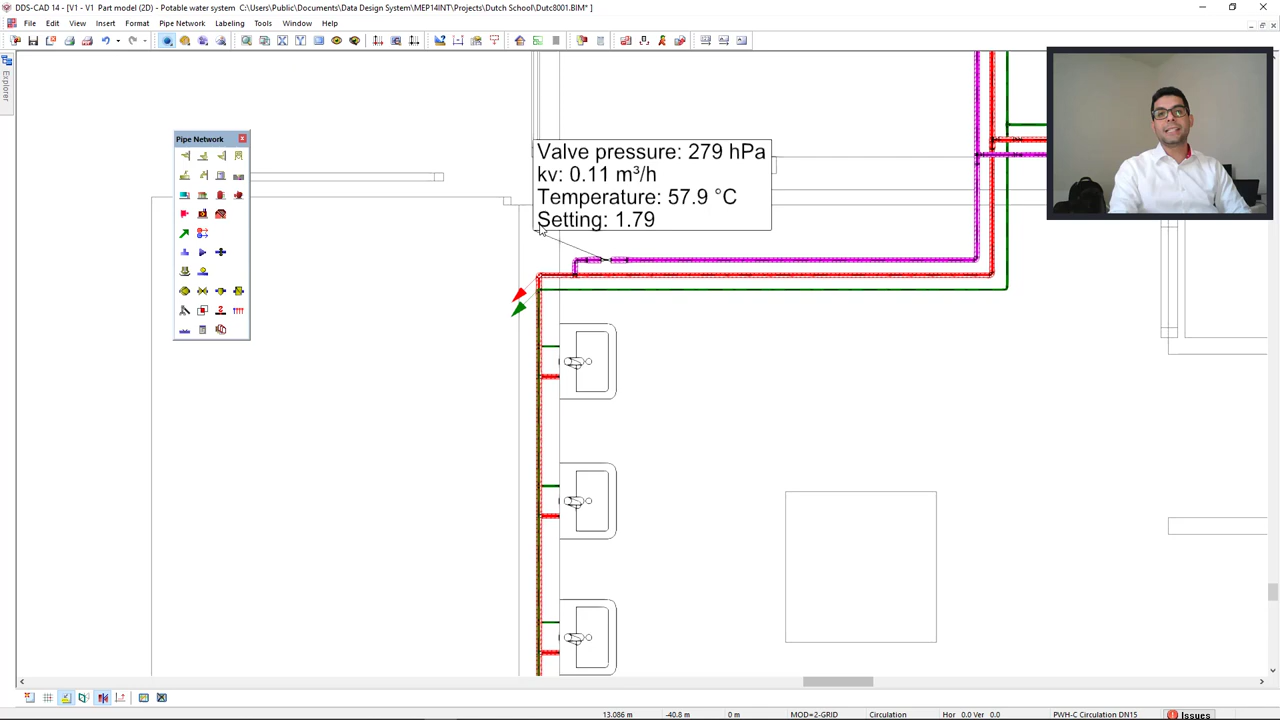 DDS-CAD 14 - [V1 - V1 Part model (2D) - Potable water system C:\Users\Public\Documents\Data Design System\MEP14INT\Projects\Dutch School\Dutc8001.BIM* ]
File Edit View Insert Format Pipe Network Labeling Tools Window Help
Explorer
Pipe Network
Valve pressure: 279 hPa
kv: 0.11 m³/h
Temperature: 57.9 °C
Setting: 1.79
13.086 m -40.8 m 0 m MOD=2-GRID Circulation Hor 0.0 Ver 0.0 PWH-C Circulation DN15 Issues